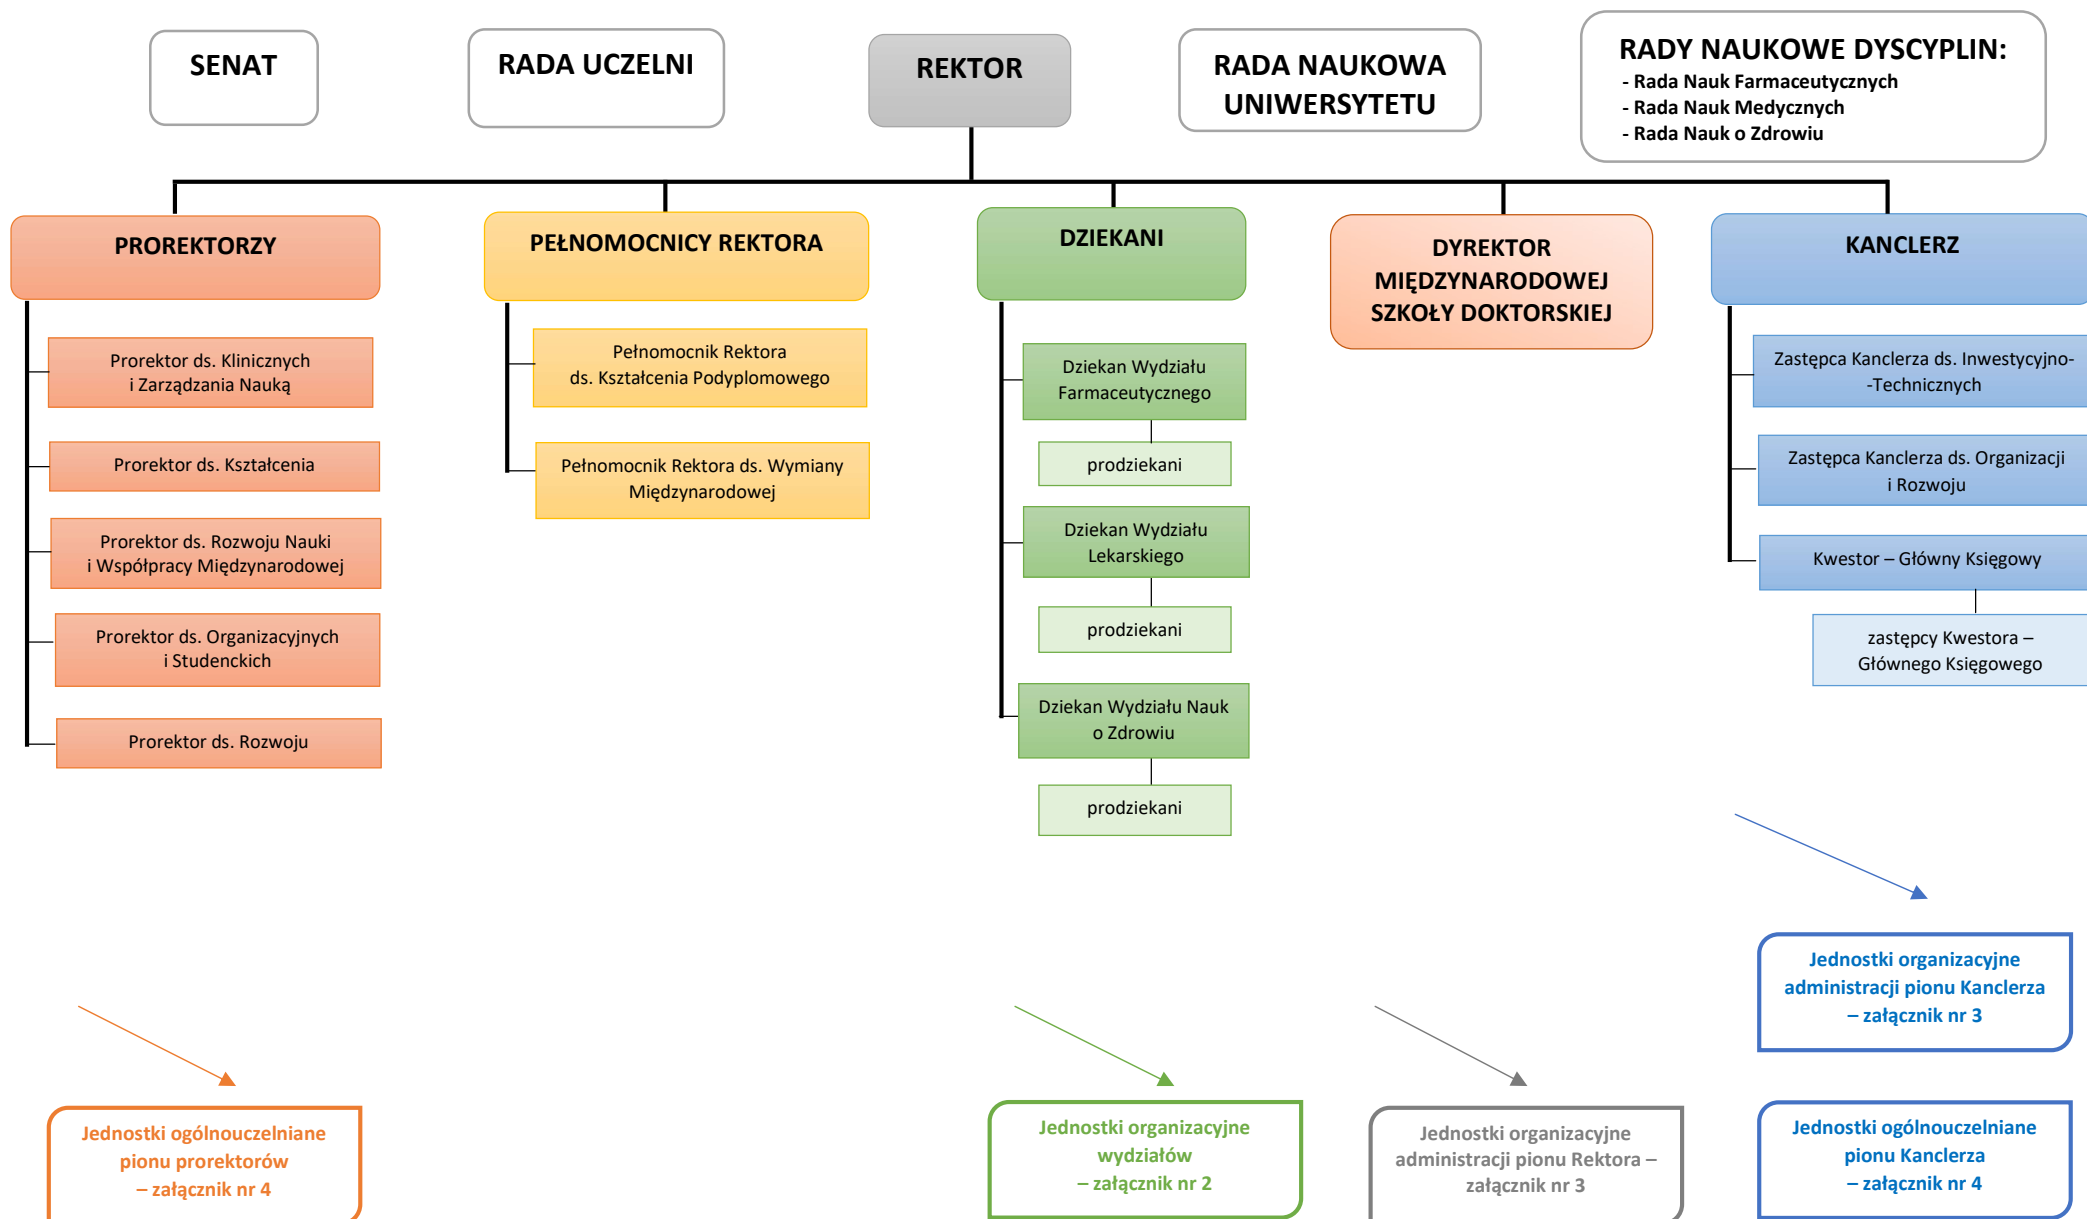 SENAT
RADA UCZELNI
REKTOR
RADA NAUKOWA
UNIWERSYTETU
RADY NAUKOWE DYSCYPLIN:
- Rada Nauk Farmaceutycznych
- Rada Nauk Medycznych
- Rada Nauk o Zdrowiu
PROREKTORZY
Prorektor ds. Klinicznych
i Zarządzania Nauką
Prorektor ds. Kształcenia
Prorektor ds. Rozwoju Nauki
i Współpracy Międzynarodowej
Prorektor ds. Organizacyjnych
i Studenckich
Prorektor ds. Rozwoju
PEŁNOMOCNICY REKTORA
Pełnomocnik Rektora
ds. Kształcenia Podyplomowego
Pełnomocnik Rektora ds. Wymiany
Międzynarodowej
DZIEKANI
Dziekan Wydziału
Farmaceutycznego
prodziekani
Dziekan Wydziału
Lekarskiego
prodziekani
Dziekan Wydziału Nauk
o Zdrowiu
prodziekani
DYREKTOR
MIĘDZYNARODOWEJ
SZKOŁY DOKTORSKIEJ
KANCLERZ
Zastępca Kanclerza ds. Inwestycyjno-
-Technicznych
Zastępca Kanclerza ds. Organizacji
i Rozwoju
Kwestor – Główny Księgowy
zastępcy Kwestora –
Głównego Księgowego
Jednostki organizacyjne
administracji pionu Kanclerza
– załącznik nr 3
Jednostki ogólnouczelniane
pionu prorektorów
– załącznik nr 4
Jednostki organizacyjne
wydziałów
– załącznik nr 2
Jednostki organizacyjne
administracji pionu Rektora –
załącznik nr 3
Jednostki ogólnouczelniane
pionu Kanclerza
– załącznik nr 4